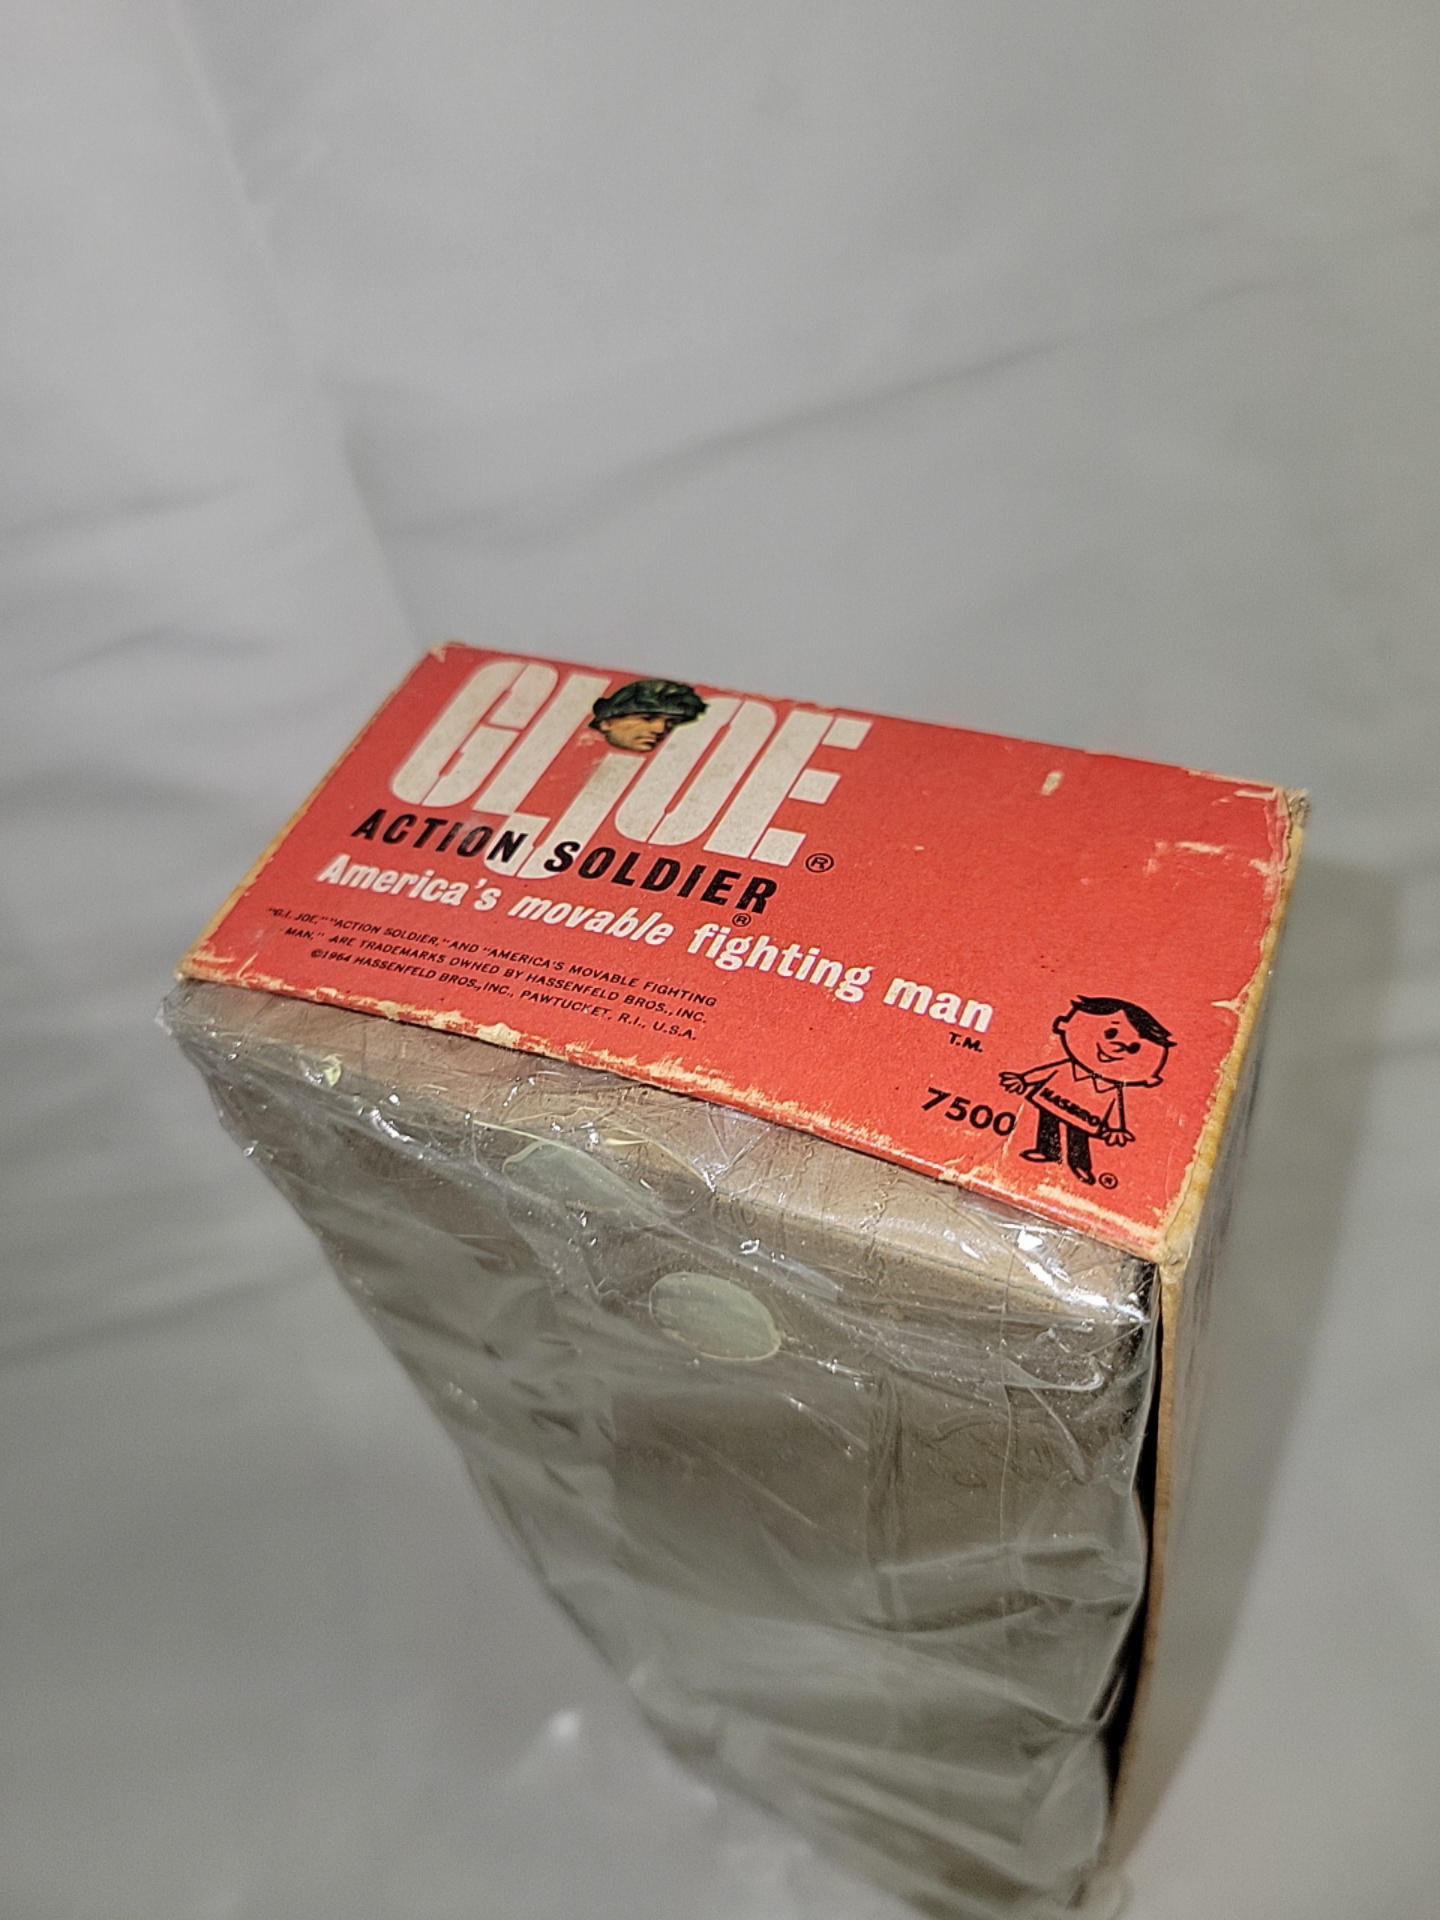 G.I. JOE ®
ACTION SOLDIER ®
America's movable fighting man T.M.
"G.I. JOE," "ACTION SOLDIER," AND "AMERICA'S MOVABLE FIGHTING
MAN," ARE TRADEMARKS OWNED BY HASSENFELD BROS., INC.
©1964 HASSENFELD BROS., INC., PAWTUCKET, R.I., U.S.A.
7500
HASBRO
®